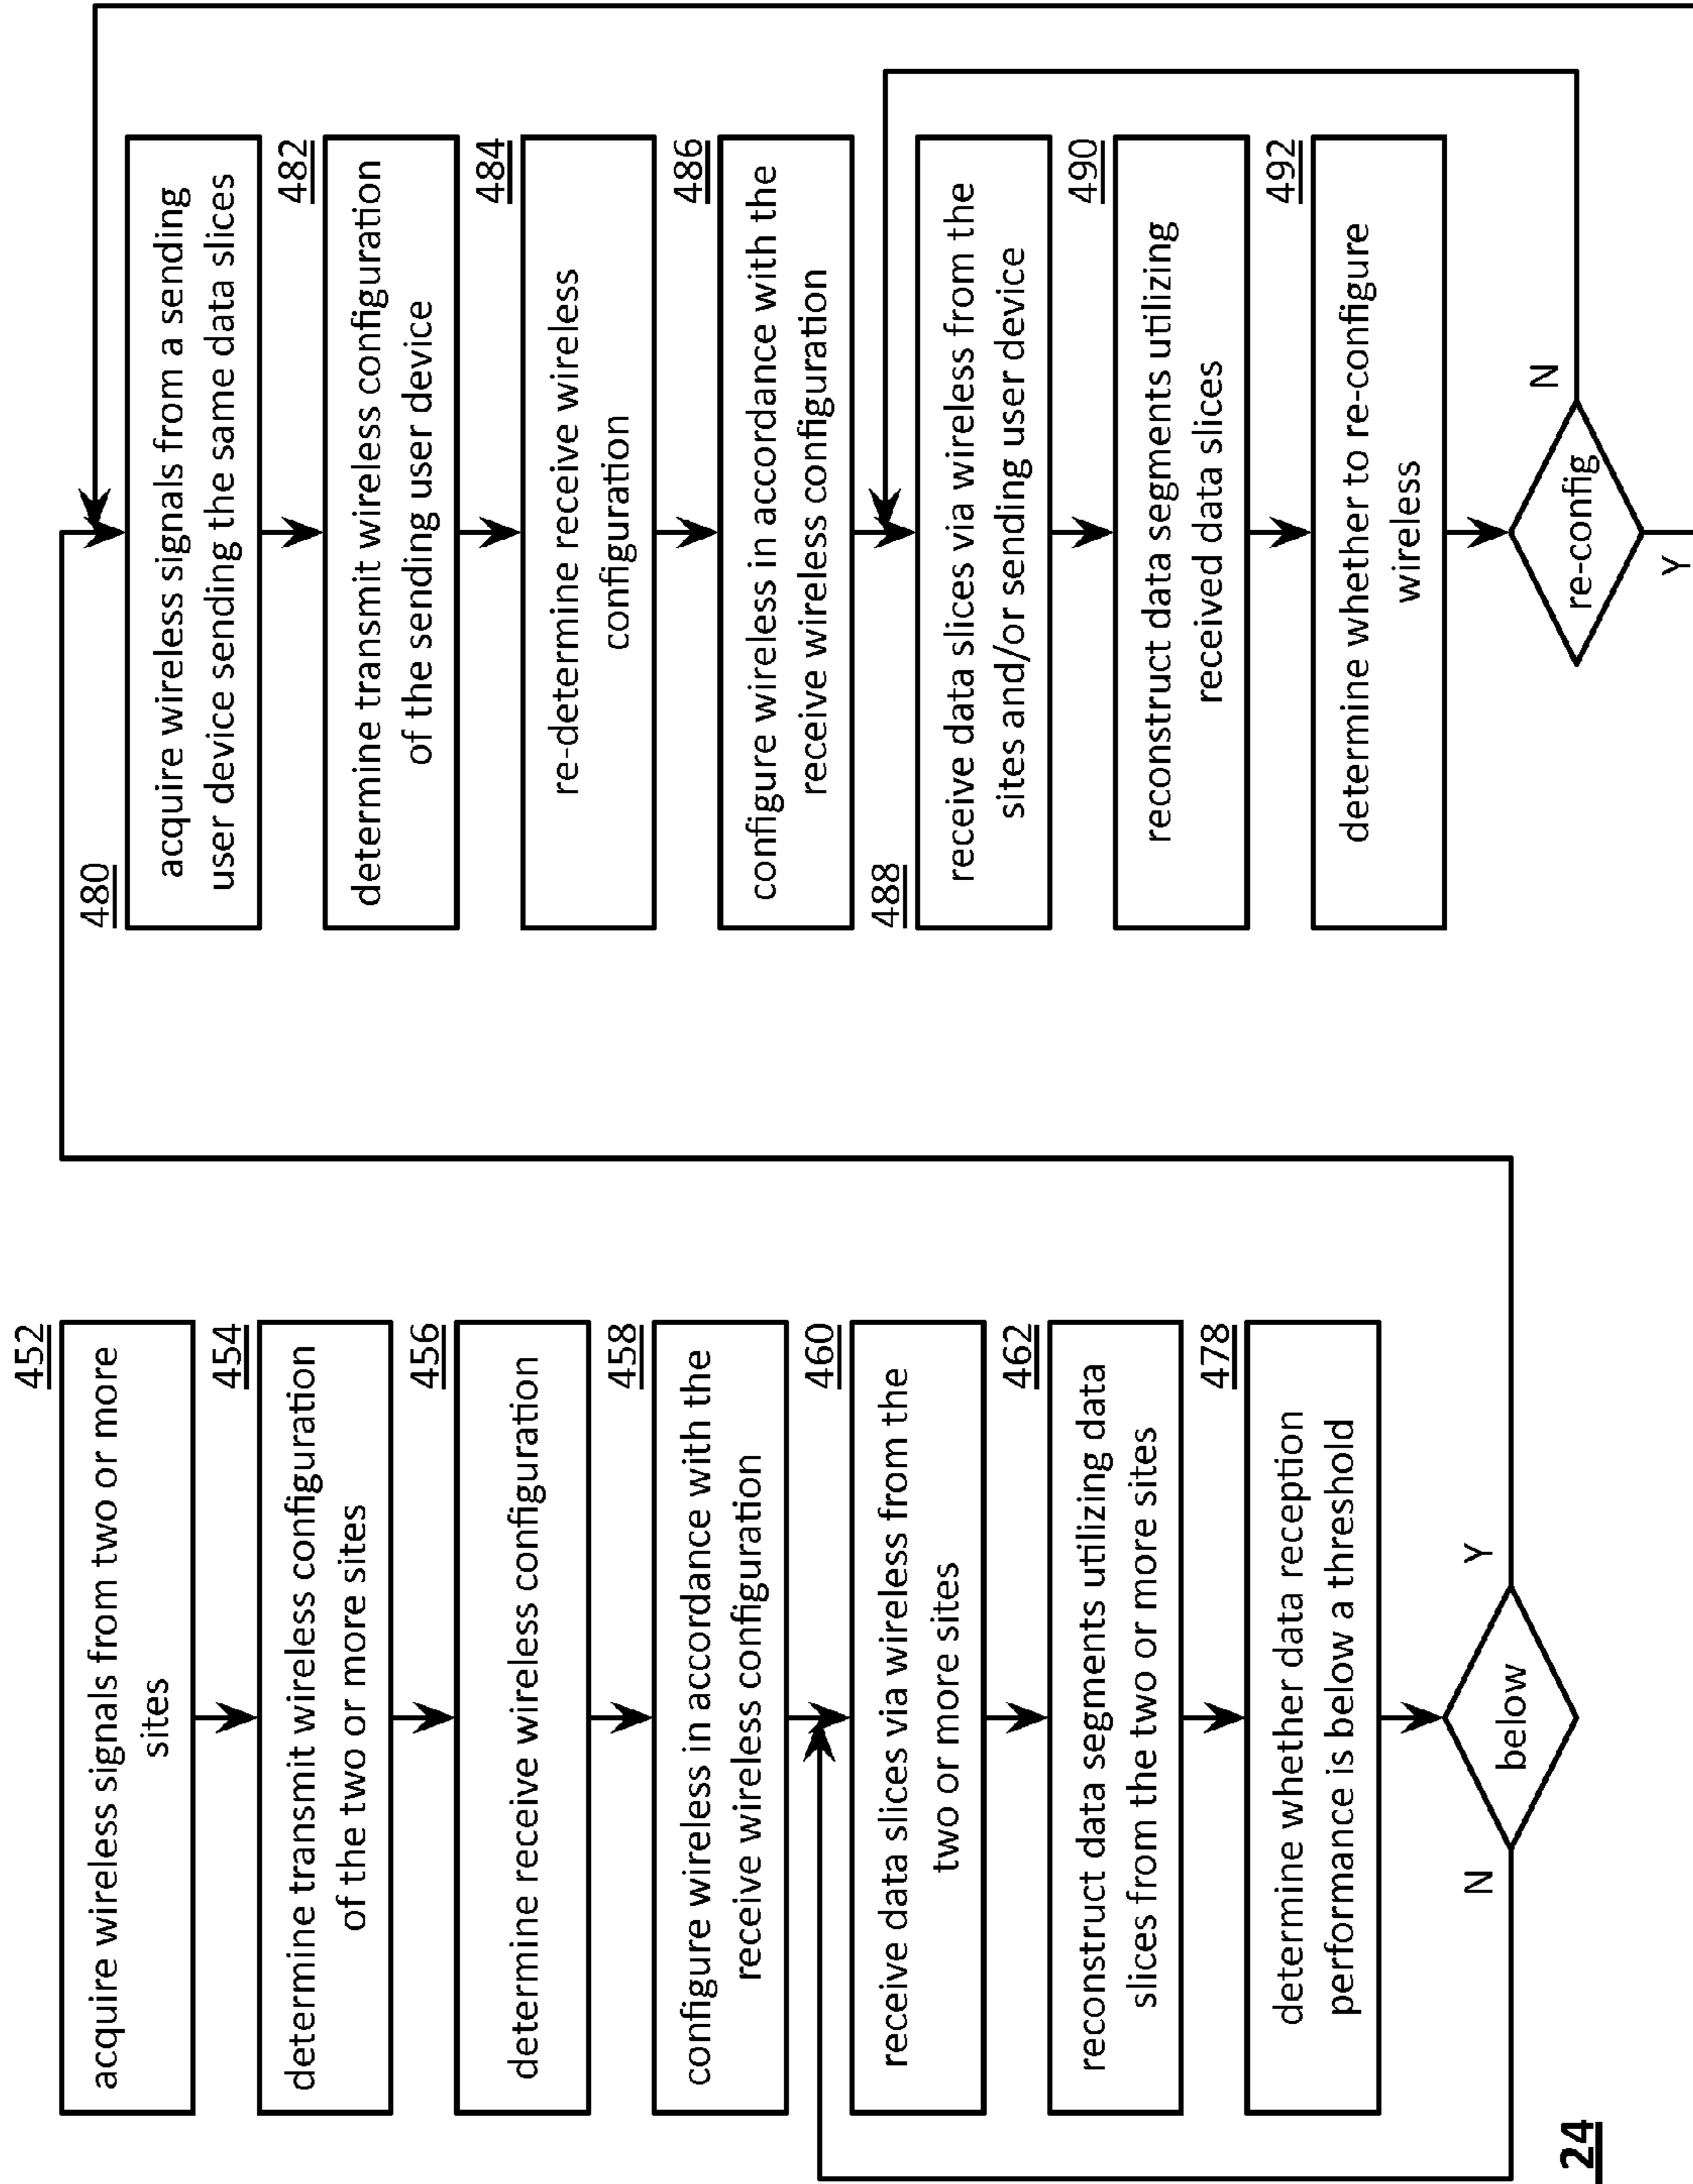 452
acquire wireless signals from two or more
sites
454
determine transmit wireless configuration
of the two or more sites
456
determine receive wireless configuration
458
configure wireless in accordance with the
receive wireless configuration
460
receive data slices via wireless from the
two or more sites
462
reconstruct data segments utilizing data
slices from the two or more sites
478
determine whether data reception
performance is below a threshold
below
N
Y
480
acquire wireless signals from a sending
user device sending the same data slices
482
determine transmit wireless configuration
of the sending user device
484
re-determine receive wireless
configuration
486
configure wireless in accordance with the
receive wireless configuration
488
receive data slices via wireless from the
sites and/or sending user device
490
reconstruct data segments utilizing
received data slices
492
determine whether to re-configure
wireless
re-config
N
Y
24